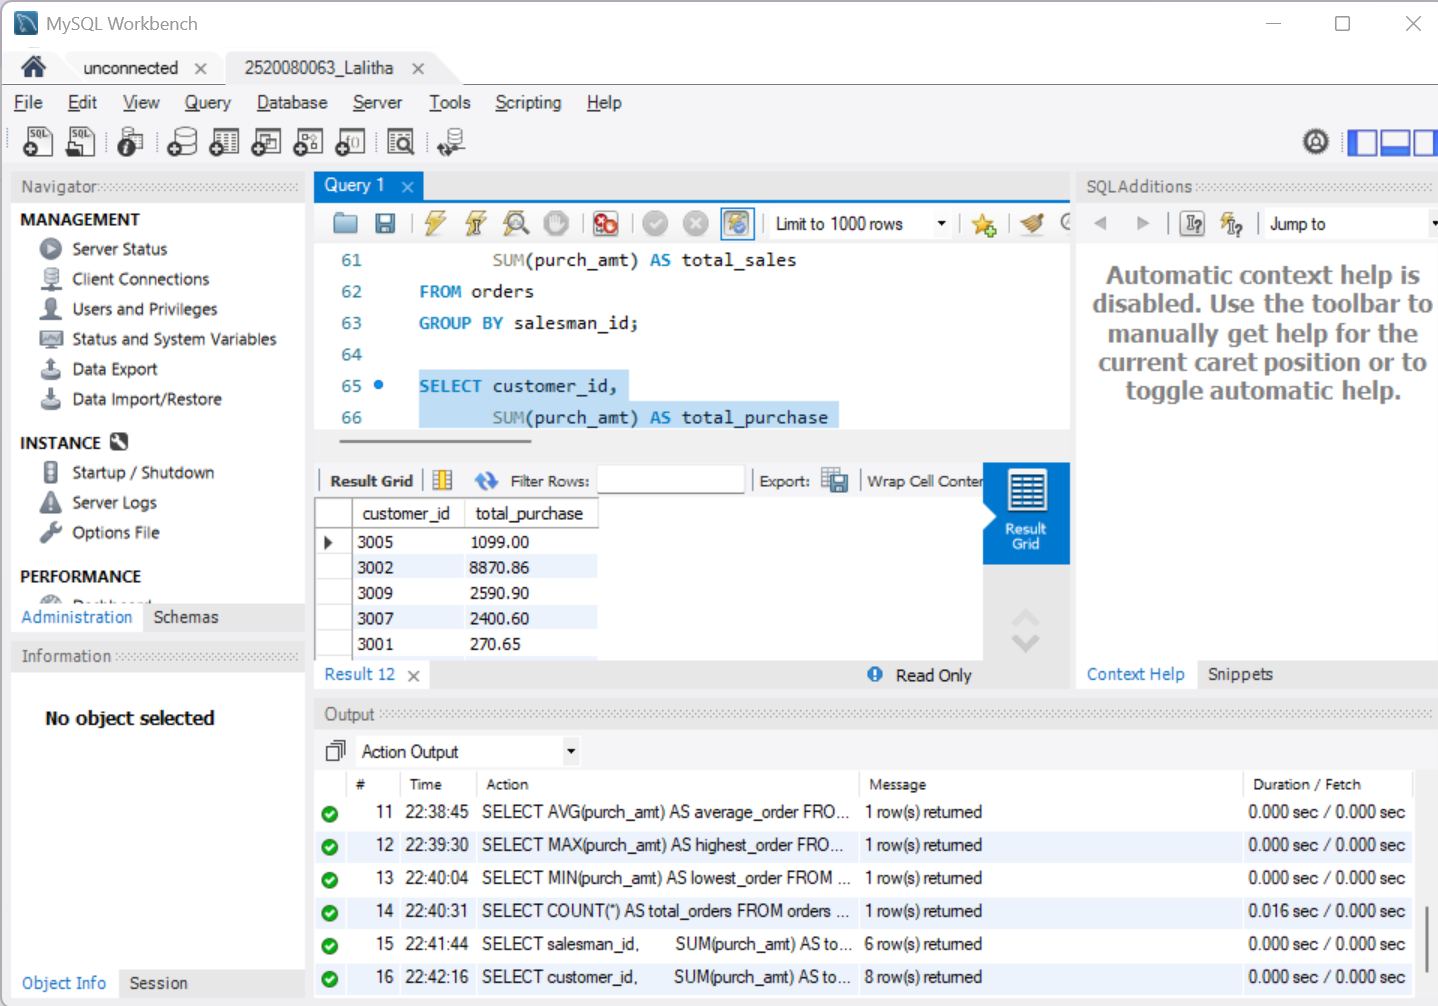 MySQL Workbench
unconnected
2520080063_Lalitha
File Edit View Query Database Server Tools Scripting Help
Navigator
MANAGEMENT
Server Status
Client Connections
Users and Privileges
Status and System Variables
Data Export
Data Import/Restore
INSTANCE
Startup / Shutdown
Server Logs
Options File
PERFORMANCE
Administration Schemas
Information
No object selected
Object Info Session
Query 1
Limit to 1000 rows
61 SUM(purch_amt) AS total_sales
62 FROM orders
63 GROUP BY salesman_id;
64
65 SELECT customer_id,
66 SUM(purch_amt) AS total_purchase
Result Grid Filter Rows: Export: Wrap Cell Conter
customer_id total_purchase
3005 1099.00
3002 8870.86
3009 2590.90
3007 2400.60
3001 270.65
Result Grid
Result 12 Read Only
SQLAdditions
Jump to
Automatic context help is
disabled. Use the toolbar to
manually get help for the
current caret position or to
toggle automatic help.
Context Help Snippets
Output
Action Output
# Time Action Message Duration / Fetch
11 22:38:45 SELECT AVG(purch_amt) AS average_order FRO... 1 row(s) returned 0.000 sec / 0.000 sec
12 22:39:30 SELECT MAX(purch_amt) AS highest_order FRO... 1 row(s) returned 0.000 sec / 0.000 sec
13 22:40:04 SELECT MIN(purch_amt) AS lowest_order FROM ... 1 row(s) returned 0.000 sec / 0.000 sec
14 22:40:31 SELECT COUNT(*) AS total_orders FROM orders ... 1 row(s) returned 0.016 sec / 0.000 sec
15 22:41:44 SELECT salesman_id, SUM(purch_amt) AS to... 6 row(s) returned 0.000 sec / 0.000 sec
16 22:42:16 SELECT customer_id, SUM(purch_amt) AS to... 8 row(s) returned 0.000 sec / 0.000 sec